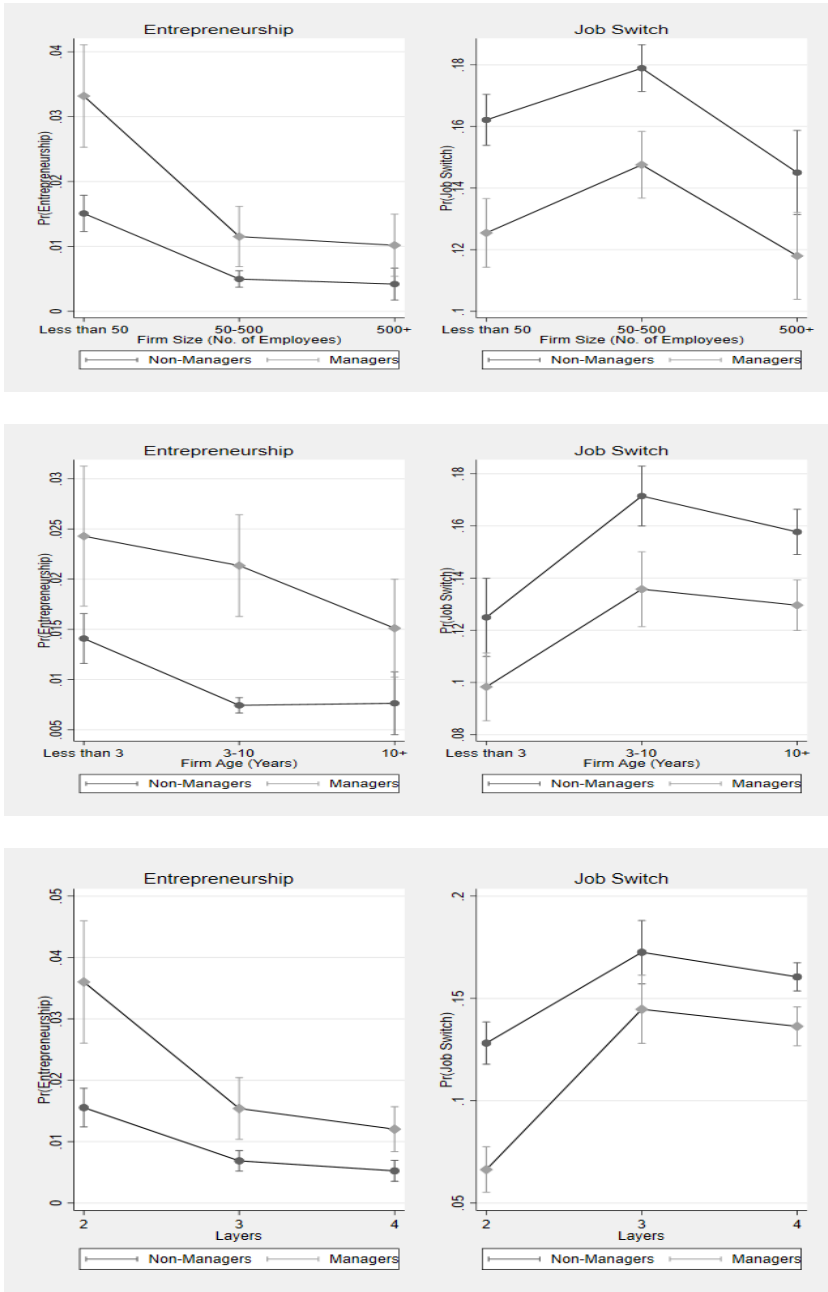 Entrepreneurship
Job Switch
Pr(Entrepreneurship)
0 .01 .02 .03 .04
Less than 50 50-500 500+
Firm Size (No. of Employees)
Non-Managers Managers
Pr(Job Switch)
.1 .12 .14 .16 .18
Less than 50 50-500 500+
Firm Size (No. of Employees)
Non-Managers Managers
Entrepreneurship
Job Switch
Pr(Entrepreneurship)
.005 .01 .015 .02 .025 .03
Less than 3 3-10 10+
Firm Age (Years)
Non-Managers Managers
Pr(Job Switch)
.08 .1 .12 .14 .16 .18
Less than 3 3-10 10+
Firm Age (Years)
Non-Managers Managers
Entrepreneurship
Job Switch
Pr(Entrepreneurship)
0 .01 .02 .03 .04 .05
2 3 4
Layers
Non-Managers Managers
Pr(Job Switch)
.05 .1 .15 .2
2 3 4
Layers
Non-Managers Managers